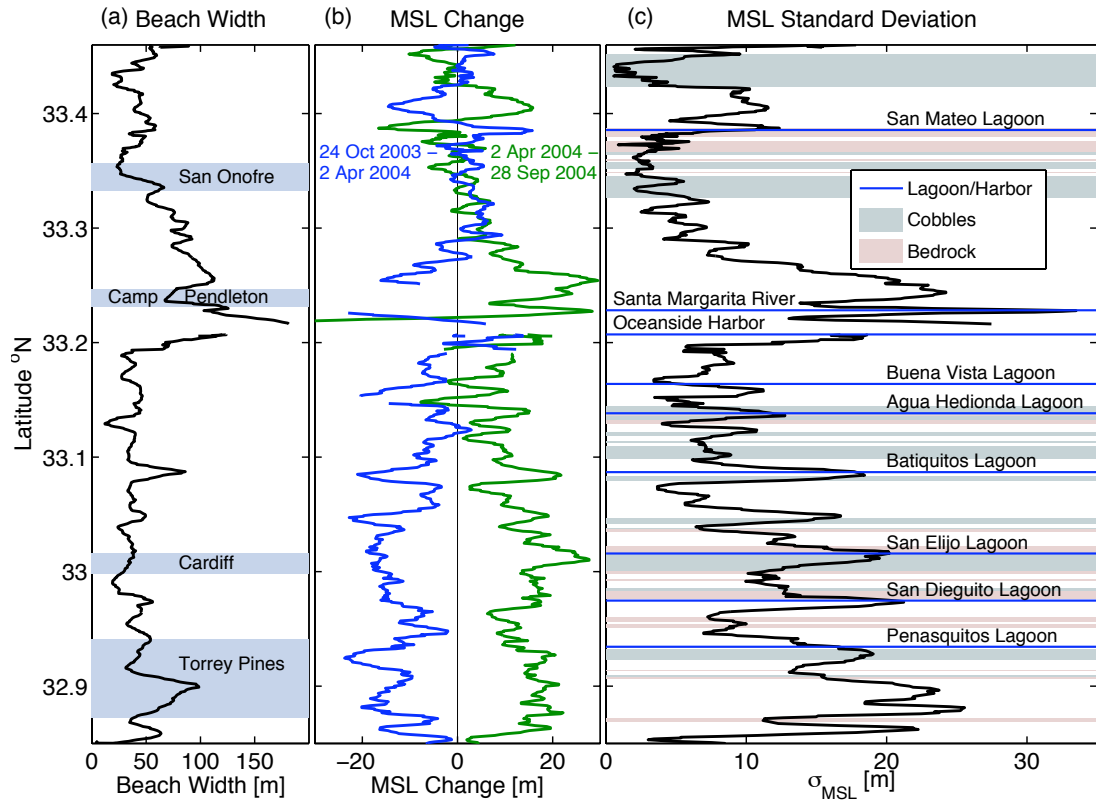 (a) Beach Width
(b) MSL Change
(c) MSL Standard Deviation
Latitude °N
33.4
33.3
33.2
33.1
33
32.9
San Onofre
Camp Pendleton
Cardiff
Torrey Pines
0 50 100 150
Beach Width [m]
24 Oct 2003 –
2 Apr 2004
2 Apr 2004 –
28 Sep 2004
−20 0 20
MSL Change [m]
San Mateo Lagoon
Lagoon/Harbor
Cobbles
Bedrock
Santa Margarita River
Oceanside Harbor
Buena Vista Lagoon
Agua Hedionda Lagoon
Batiquitos Lagoon
San Elijo Lagoon
San Dieguito Lagoon
Penasquitos Lagoon
0 10 20 30
σMSL [m]